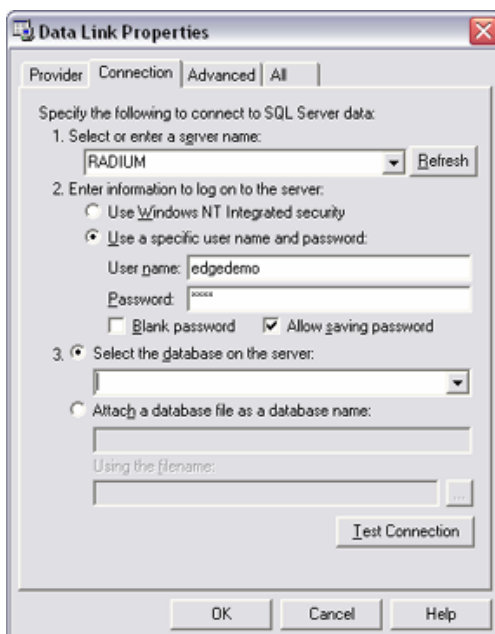 Data Link Properties
Provider Connection Advanced All
Specify the following to connect to SQL Server data:
1. Select or enter a server name:
RADIUM Refresh
2. Enter information to log on to the server:
Use Windows NT Integrated security
Use a specific user name and password:
User name: edgedemo
Password: *****
Blank password Allow saving password
3. Select the database on the server:
Attach a database file as a database name:
Using the filename:
...
Test Connection
OK Cancel Help